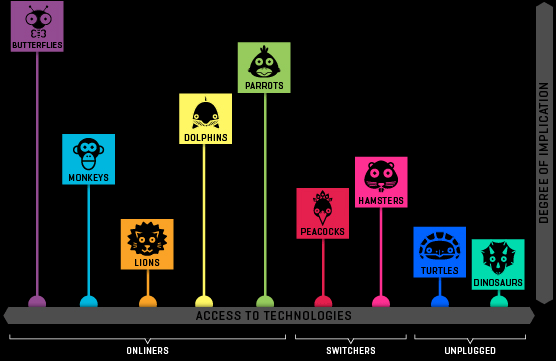 BUTTERFLIES
PARROTS
DOLPHINS
MONKEYS
HAMSTERS
PEACOCKS
LIONS
TURTLES
DINOSAURS
DEGREE OF IMPLICATION
ACCESS TO TECHNOLOGIES
ONLINERS
SWITCHERS
UNPLUGGED